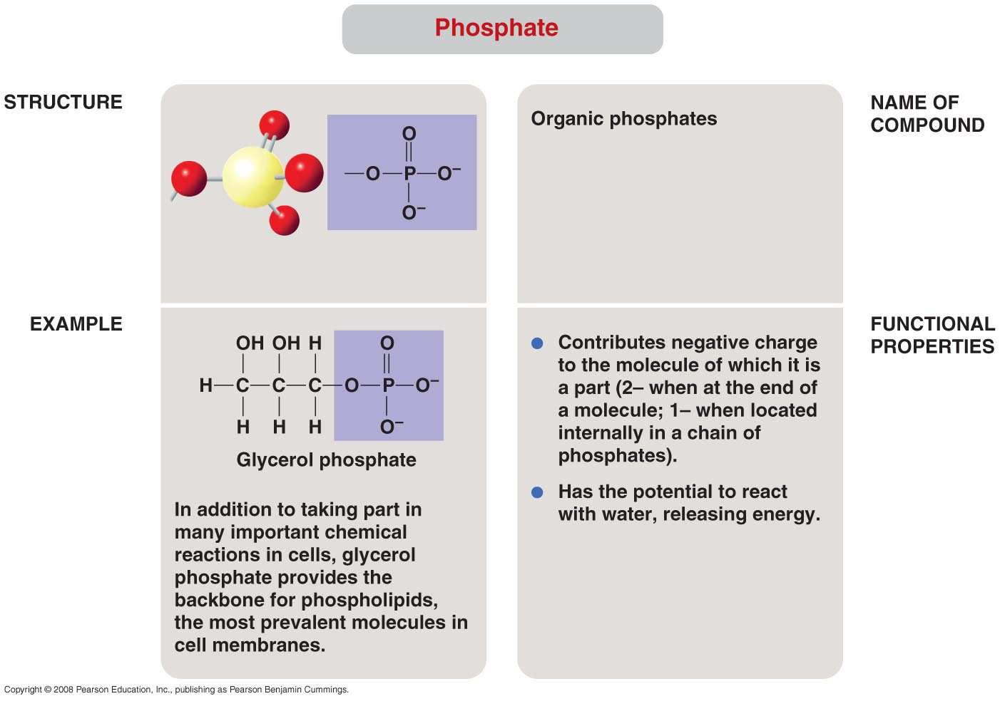 Phosphate
STRUCTURE
O
—O—P—O–
O–
Organic phosphates
NAME OF
COMPOUND
EXAMPLE
OH OH H O
H—C—C—C—O—P—O–
H H H O–
Glycerol phosphate
In addition to taking part in
many important chemical
reactions in cells, glycerol
phosphate provides the
backbone for phospholipids,
the most prevalent molecules in
cell membranes.
FUNCTIONAL
PROPERTIES
● Contributes negative charge
to the molecule of which it is
a part (2– when at the end of
a molecule; 1– when located
internally in a chain of
phosphates).
● Has the potential to react
with water, releasing energy.
Copyright © 2008 Pearson Education, Inc., publishing as Pearson Benjamin Cummings.